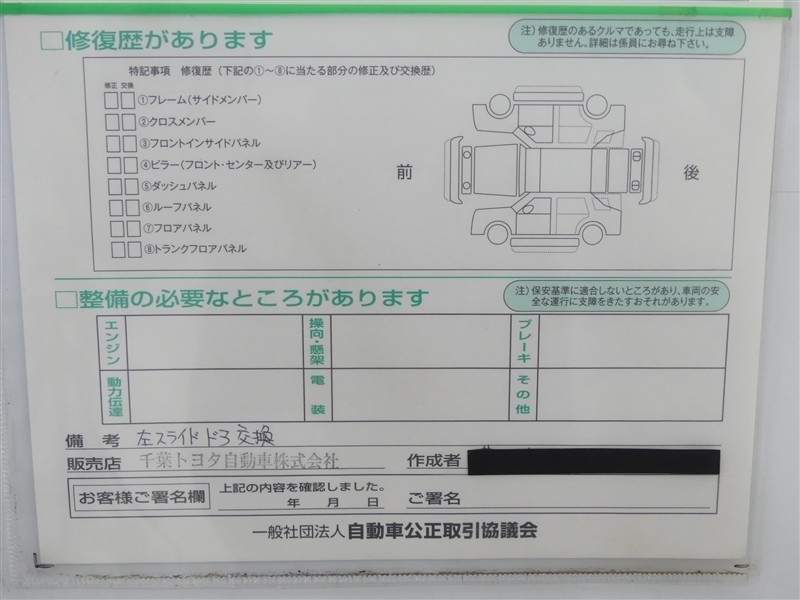 □修復歴があります
注）修復歴のあるクルマであっても、走行上は支障
ありません。詳細は係員にお尋ね下さい。
特記事項 修復歴（下記の①～⑧に当たる部分の修正及び交換歴）
修正 交換
□□①フレーム（サイドメンバー）
□□②クロスメンバー
□□③フロントインサイドパネル
□□④ピラー（フロント・センター及びリアー）
□□⑤ダッシュパネル
□□⑥ルーフパネル
□□⑦フロアパネル
□□⑧トランクフロアパネル
前
後
□整備の必要なところがあります
注）保安基準に適合しないところがあり、車両の安
全な運行に支障をきたすおそれがあります。
エンジン
操向・懸架
ブレーキ
動力伝達
電装
その他
備考 左スライドドア交換
販売店 千葉トヨタ自動車株式会社 作成者
お客様ご署名欄
上記の内容を確認しました。
年 月 日
ご署名
一般社団法人 自動車公正取引協議会